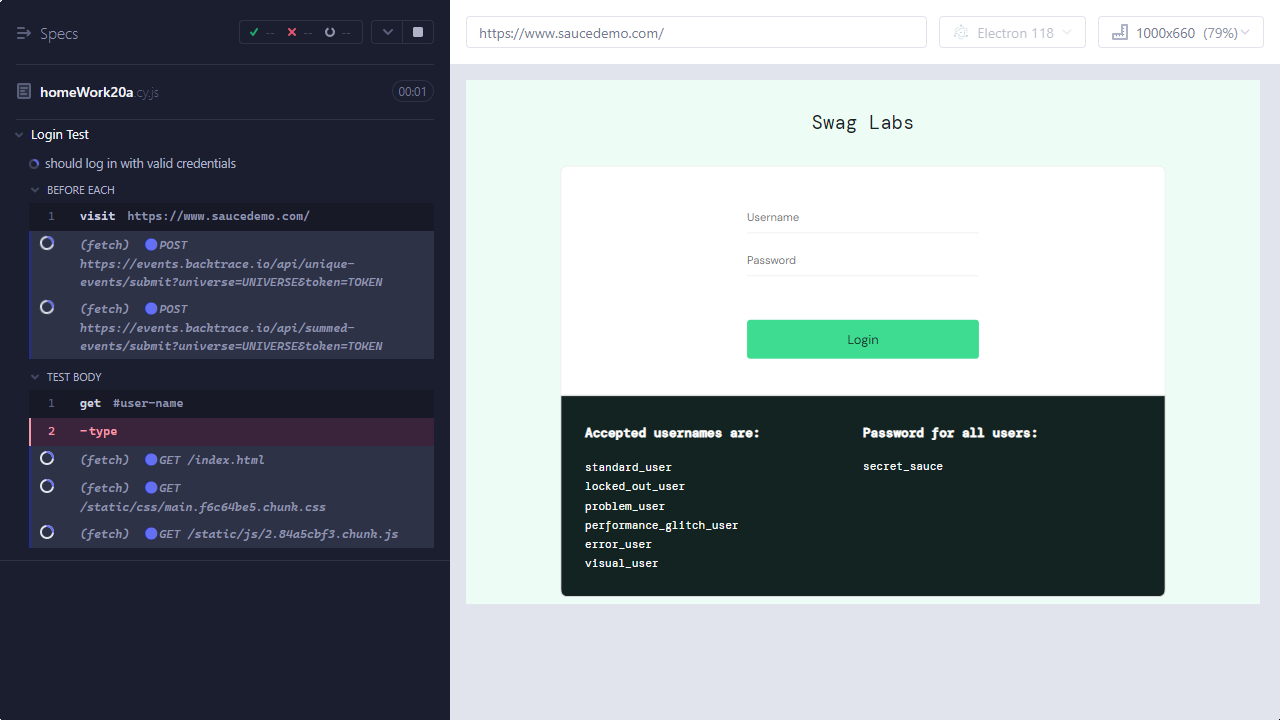 Specs
--
--
--
homeWork20a.cy.js
00:01
Login Test
should log in with valid credentials
BEFORE EACH
1 visit https://www.saucedemo.com/
(fetch) POST
https://events.backtrace.io/api/unique-
events/submit?universe=UNIVERSE&token=TOKEN
(fetch) POST
https://events.backtrace.io/api/summed-
events/submit?universe=UNIVERSE&token=TOKEN
TEST BODY
1 get #user-name
2 -type
(fetch) GET /index.html
(fetch) GET
/static/css/main.f6c64be5.chunk.css
(fetch) GET /static/js/2.84a5cbf3.chunk.js
https://www.saucedemo.com/
Electron 118
1000x660 (79%)
Swag Labs
Username
Password
Login
Accepted usernames are:
standard_user
locked_out_user
problem_user
performance_glitch_user
error_user
visual_user
Password for all users:
secret_sauce